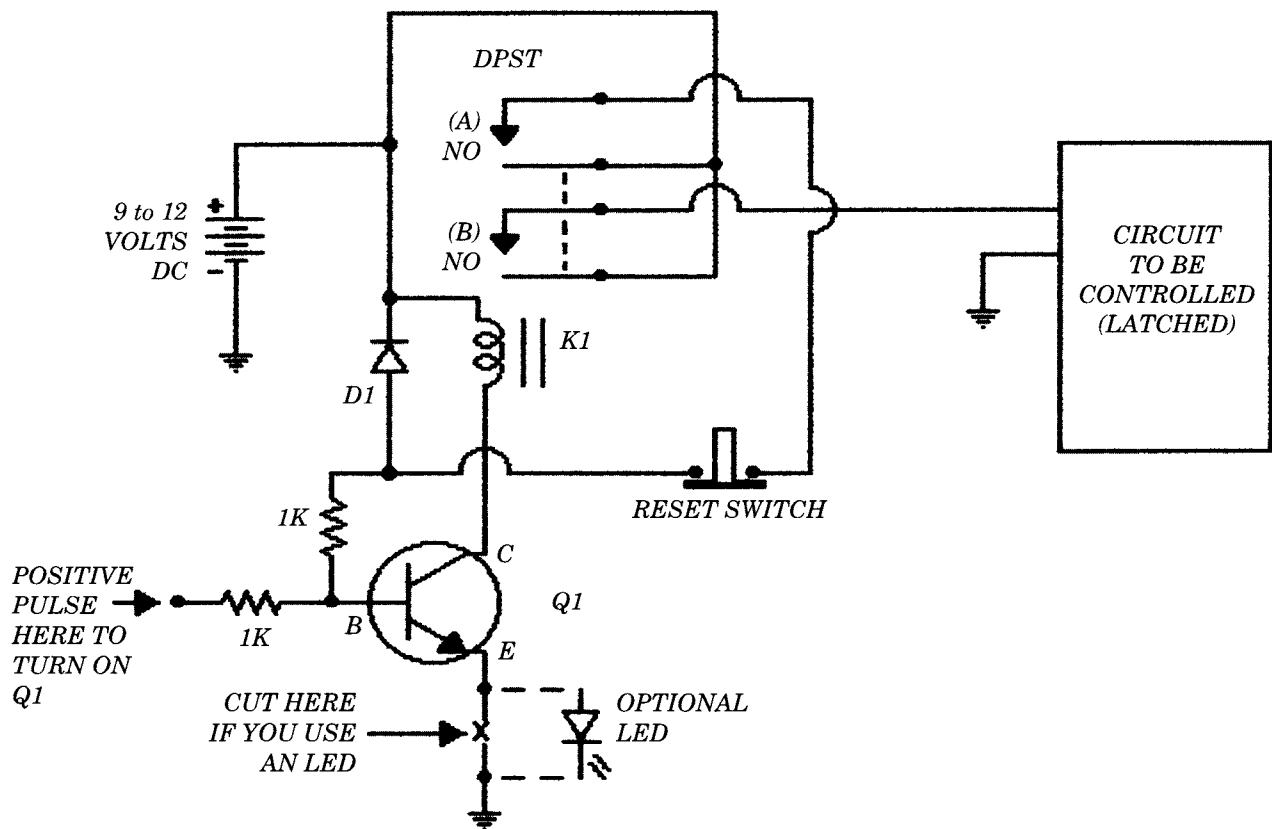 DPST
(A)
NO
(B)
NO
9 to 12
VOLTS
DC
+
-
K1
D1
CIRCUIT
TO BE
CONTROLLED
(LATCHED)
RESET SWITCH
1K
C
POSITIVE
PULSE
HERE TO
TURN ON
Q1
1K
B
Q1
E
CUT HERE
IF YOU USE
AN LED
X
OPTIONAL
LED